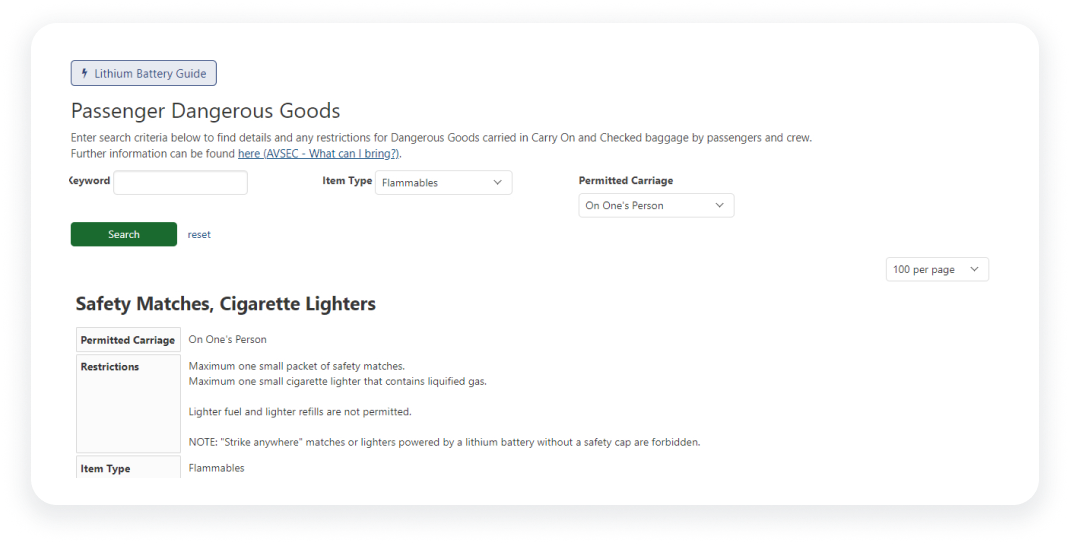 Lithium Battery Guide
Passenger Dangerous Goods
Enter search criteria below to find details and any restrictions for Dangerous Goods carried in Carry On and Checked baggage by passengers and crew.
Further information can be found here (AVSEC - What can I bring?).
Keyword
Item Type Flammables
Permitted Carriage
On One's Person
Search reset
100 per page
Safety Matches, Cigarette Lighters
Permitted Carriage On One's Person
Restrictions Maximum one small packet of safety matches.
Maximum one small cigarette lighter that contains liquified gas.
Lighter fuel and lighter refills are not permitted.
NOTE: "Strike anywhere" matches or lighters powered by a lithium battery without a safety cap are forbidden.
Item Type Flammables